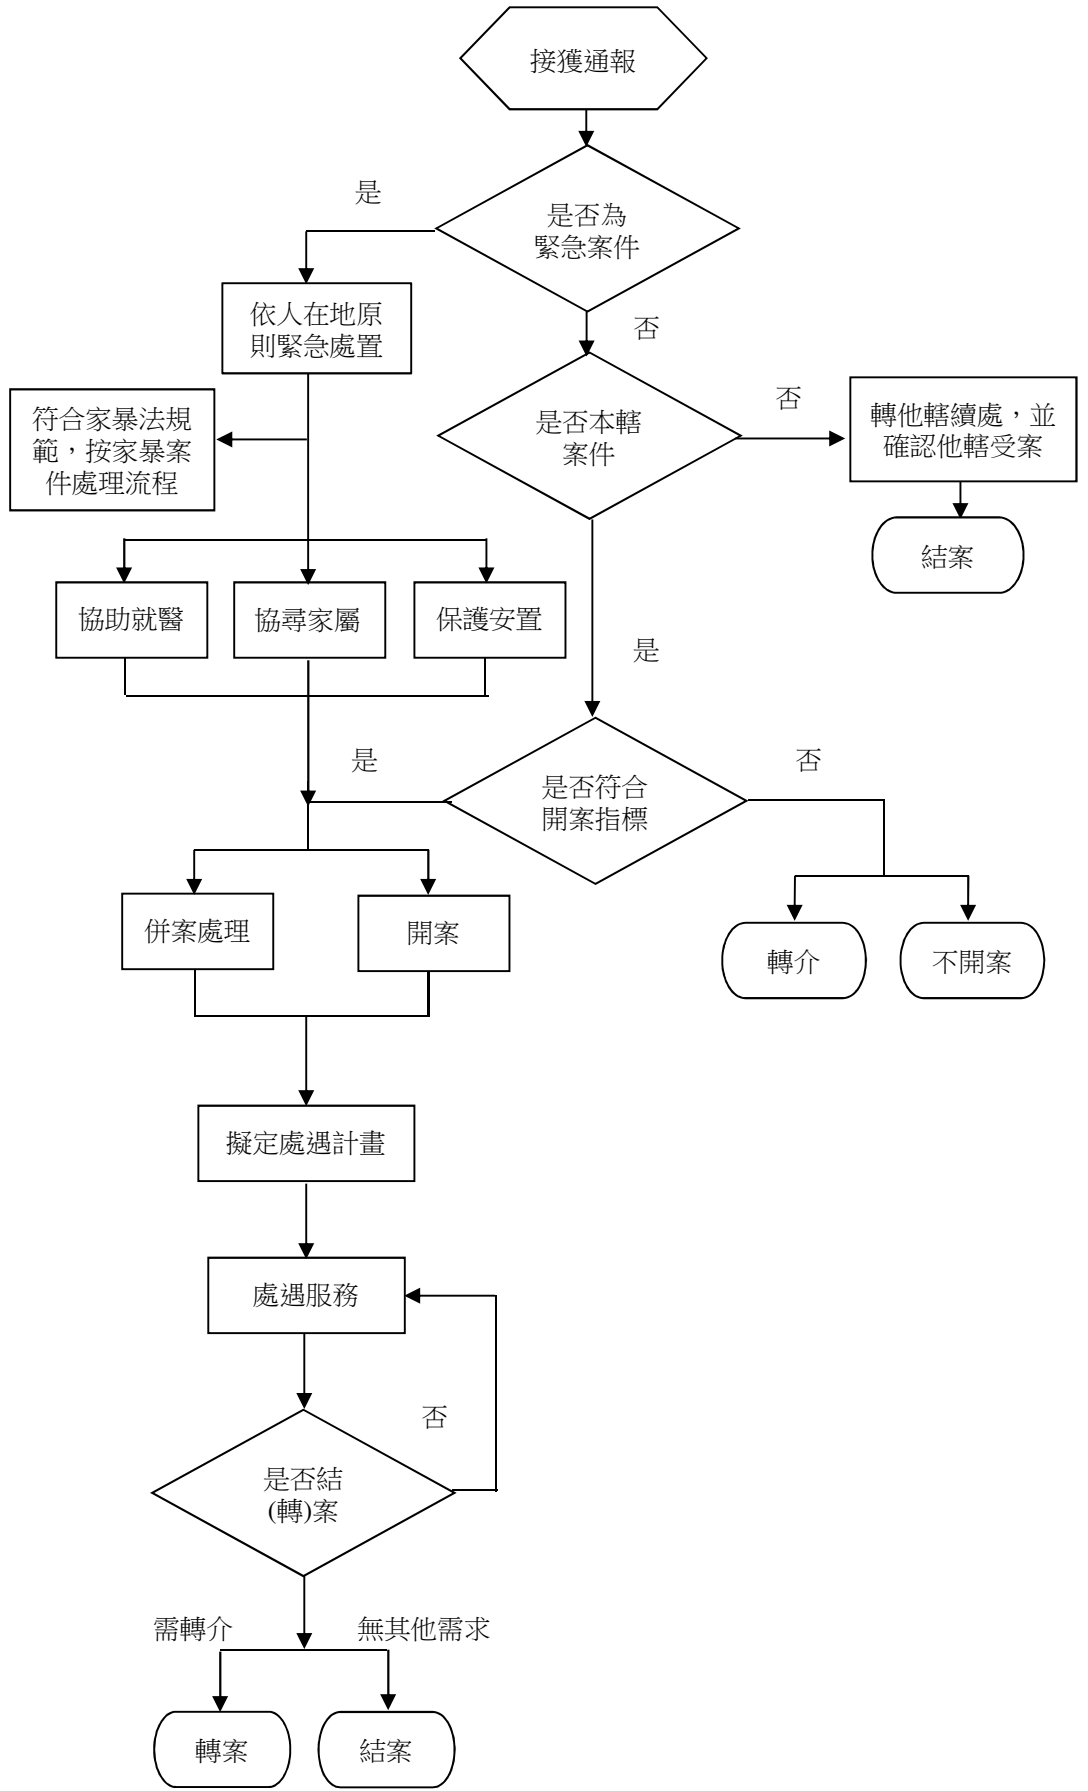 接獲通報
是
是否為
緊急案件
依人在地原
則緊急處置
否
符合家暴法規
範，按家暴案
件處理流程
是否本轄
案件
否
轉他轄續處，並
確認他轄受案
結案
協助就醫
協尋家屬
保護安置
是
是
是否符合
開案指標
否
併案處理
開案
轉介
不開案
擬定處遇計畫
處遇服務
否
是否結
(轉)案
需轉介
無其他需求
轉案
結案